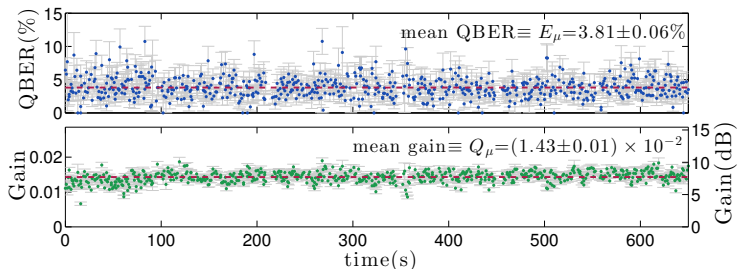 mean QBER≡ E_μ=3.81±0.06%
QBER(%)
15
10
5
0
mean gain≡ Q_μ=(1.43±0.01) × 10⁻²
Gain
0.02
0.01
0
15
10
5
0
Gain(dB)
0 100 200 300 400 500 600
time(s)